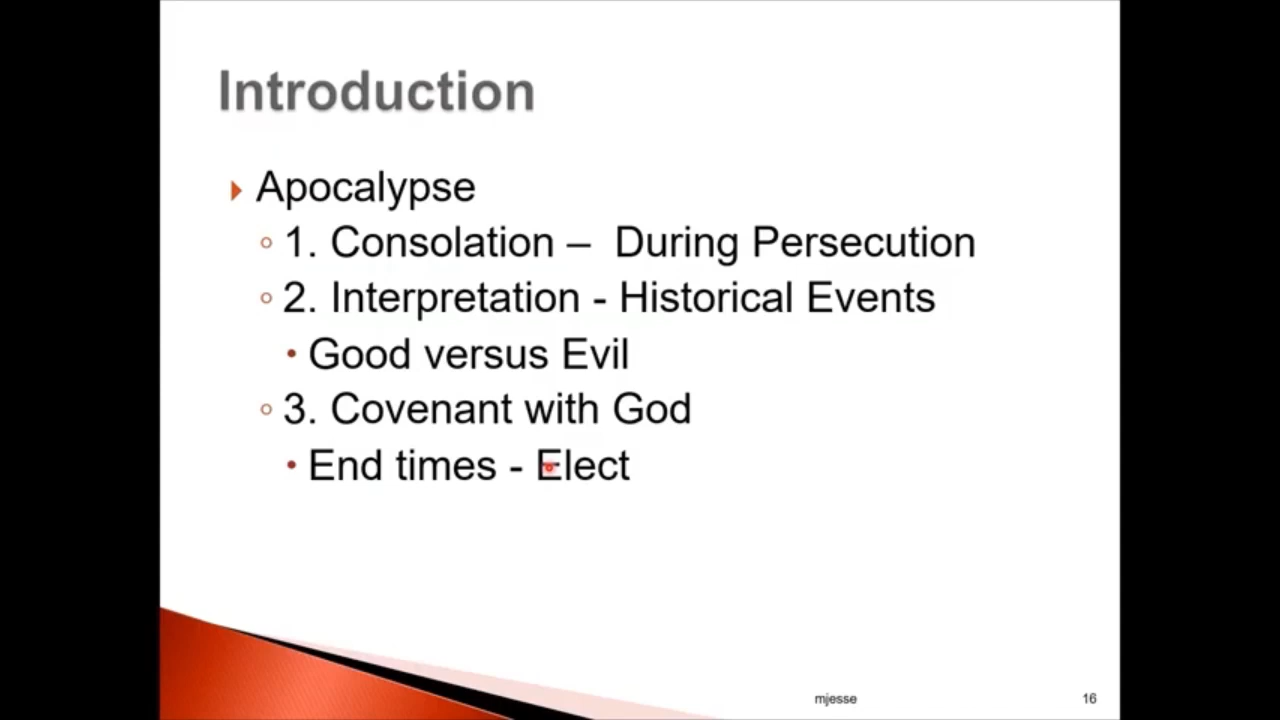 Introduction
Apocalypse
1. Consolation – During Persecution
2. Interpretation - Historical Events
Good versus Evil
3. Covenant with God
End times - Elect
mjesse
16